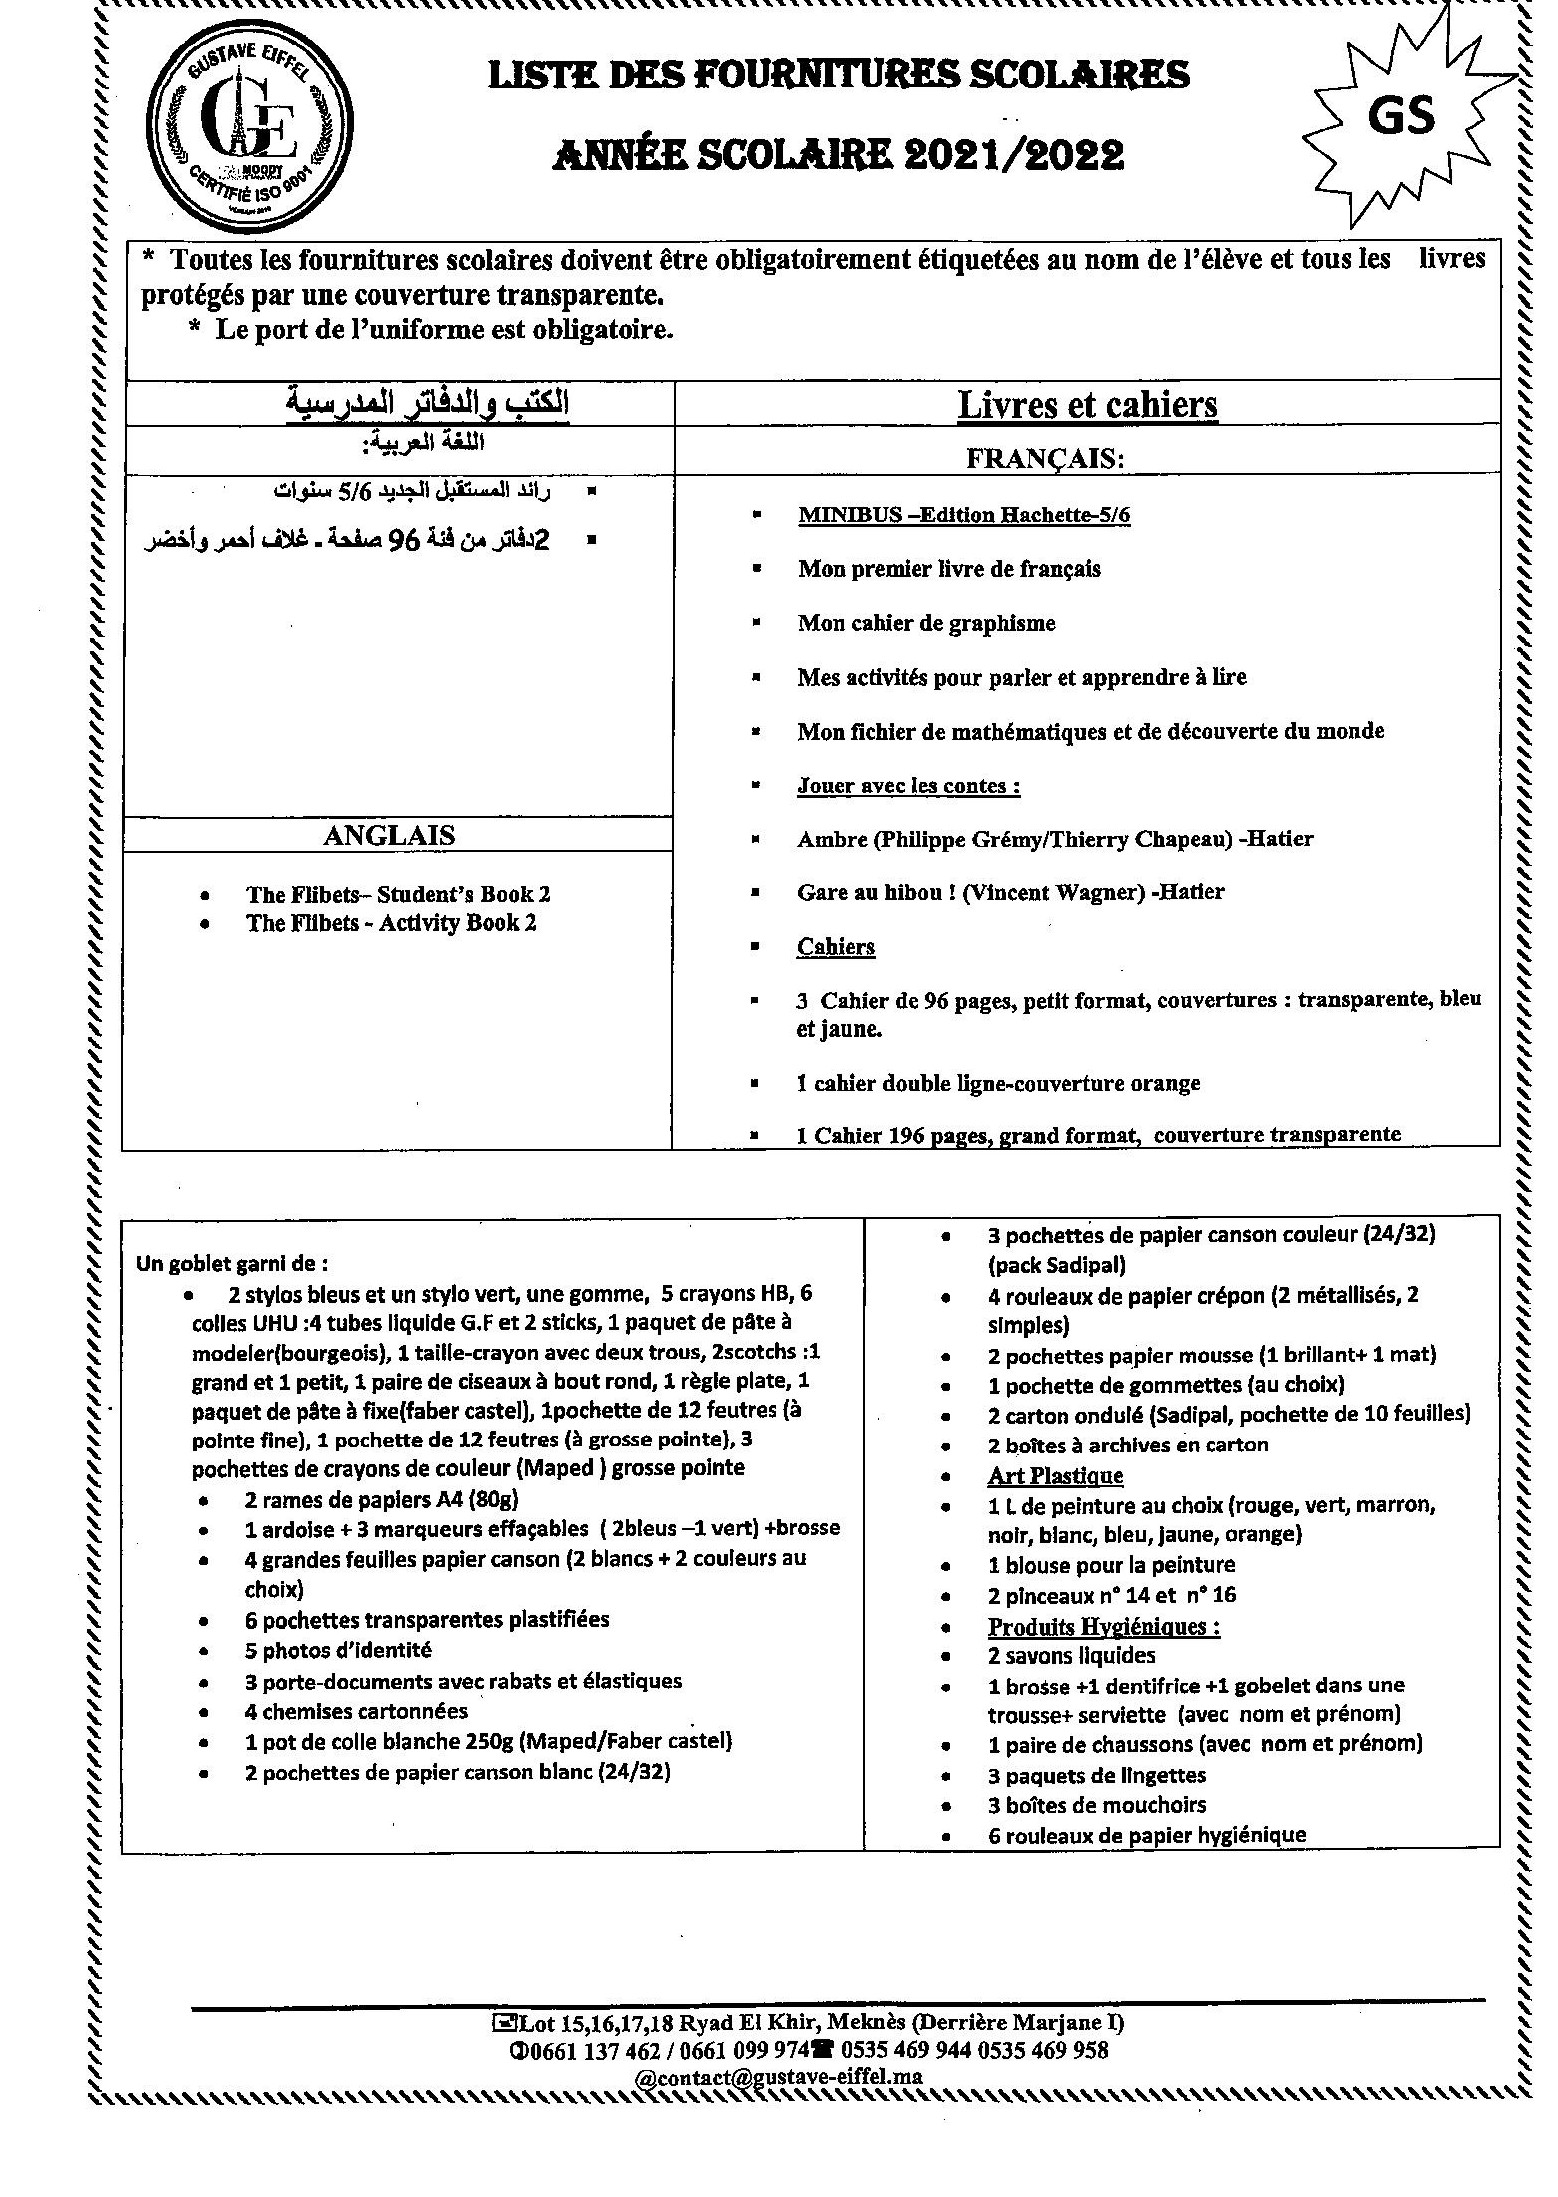 GUSTAVE EIFFEL
GE
MOODY
CERTIFIÉ ISO 9001
LISTE DES FOURNITURES SCOLAIRES
ANNÉE SCOLAIRE 2021/2022
GS
* Toutes les fournitures scolaires doivent être obligatoirement étiquetées au nom de l'élève et tous les livres
protégés par une couverture transparente.
* Le port de l'uniforme est obligatoire.
الكتب والدفاتر المدرسية
اللغة العربية:
▪ رائد المستقبل الجديد 5/6 سنوات
▪ 2دفاتر من فئة 96 صفحة - غلاف أحمر وأخضر
ANGLAIS
• The Flibets– Student's Book 2
• The Flibets - Activity Book 2
Livres et cahiers
FRANÇAIS:
▪ MINIBUS –Edition Hachette-5/6
▪ Mon premier livre de français
▪ Mon cahier de graphisme
▪ Mes activités pour parler et apprendre à lire
▪ Mon fichier de mathématiques et de découverte du monde
▪ Jouer avec les contes :
▪ Ambre (Philippe Grémy/Thierry Chapeau) -Hatier
▪ Gare au hibou ! (Vincent Wagner) -Hatier
▪ Cahiers
▪ 3 Cahier de 96 pages, petit format, couvertures : transparente, bleu
et jaune.
▪ 1 cahier double ligne-couverture orange
▪ 1 Cahier 196 pages, grand format, couverture transparente
Un goblet garni de :
• 2 stylos bleus et un stylo vert, une gomme, 5 crayons HB, 6
colles UHU :4 tubes liquide G.F et 2 sticks, 1 paquet de pâte à
modeler(bourgeois), 1 taille-crayon avec deux trous, 2scotchs :1
grand et 1 petit, 1 paire de ciseaux à bout rond, 1 règle plate, 1
paquet de pâte à fixe(faber castel), 1pochette de 12 feutres (à
pointe fine), 1 pochette de 12 feutres (à grosse pointe), 3
pochettes de crayons de couleur (Maped ) grosse pointe
• 2 rames de papiers A4 (80g)
• 1 ardoise + 3 marqueurs effaçables ( 2bleus –1 vert) +brosse
• 4 grandes feuilles papier canson (2 blancs + 2 couleurs au
choix)
• 6 pochettes transparentes plastifiées
• 5 photos d'identité
• 3 porte-documents avec rabats et élastiques
• 4 chemises cartonnées
• 1 pot de colle blanche 250g (Maped/Faber castel)
• 2 pochettes de papier canson blanc (24/32)
• 3 pochettes de papier canson couleur (24/32)
(pack Sadipal)
• 4 rouleaux de papier crépon (2 métallisés, 2
simples)
• 2 pochettes papier mousse (1 brillant+ 1 mat)
• 1 pochette de gommettes (au choix)
• 2 carton ondulé (Sadipal, pochette de 10 feuilles)
• 2 boîtes à archives en carton
• Art Plastique
• 1 L de peinture au choix (rouge, vert, marron,
noir, blanc, bleu, jaune, orange)
• 1 blouse pour la peinture
• 2 pinceaux n° 14 et n° 16
• Produits Hygiéniques :
• 2 savons liquides
• 1 brosse +1 dentifrice +1 gobelet dans une
trousse+ serviette (avec nom et prénom)
• 1 paire de chaussons (avec nom et prénom)
• 3 paquets de lingettes
• 3 boîtes de mouchoirs
• 6 rouleaux de papier hygiénique
Lot 15,16,17,18 Ryad El Khir, Meknès (Derrière Marjane I)
0661 137 462 / 0661 099 974☎ 0535 469 944 0535 469 958
@contact@gustave-eiffel.ma